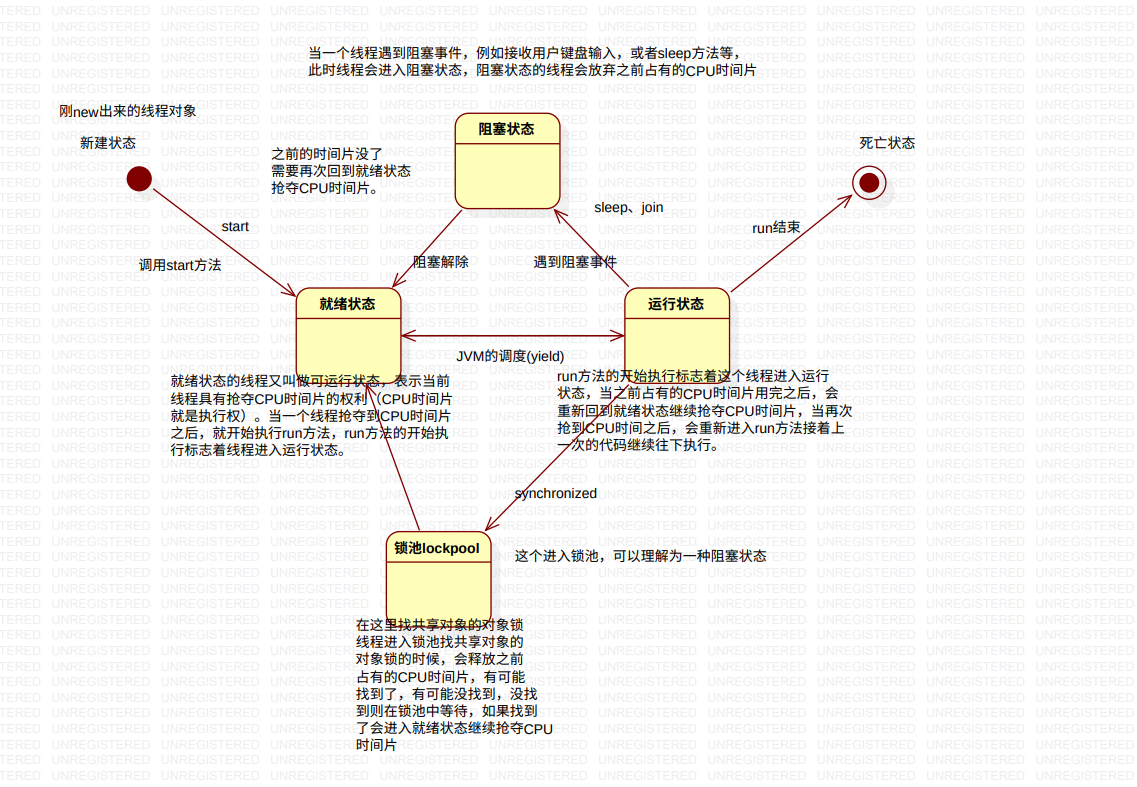 当一个线程遇到阻塞事件，例如接收用户键盘输入，或者sleep方法等，
此时线程会进入阻塞状态，阻塞状态的线程会放弃之前占有的CPU时间片
刚new出来的线程对象
新建状态
阻塞状态
死亡状态
之前的时间片没了
需要再次回到就绪状态
抢夺CPU时间片。
sleep、join
start
run结束
调用start方法
阻塞解除
遇到阻塞事件
就绪状态
运行状态
JVM的调度(yield)
就绪状态的线程又叫做可运行状态，表示当前
线程具有抢夺CPU时间片的权利（CPU时间片
就是执行权）。当一个线程抢夺到CPU时间片
之后，就开始执行run方法，run方法的开始执
行标志着线程进入运行状态。
run方法的开始执行标志着这个线程进入运行
状态，当之前占有的CPU时间片用完之后，会
重新回到就绪状态继续抢夺CPU时间片，当再次
抢到CPU时间之后，会重新进入run方法接着上
一次的代码继续往下执行。
synchronized
锁池lockpool
这个进入锁池，可以理解为一种阻塞状态
在这里找共享对象的对象锁
线程进入锁池找共享对象的
对象锁的时候，会释放之前
占有的CPU时间片，有可能
找到了，有可能没找到，没找
到则在锁池中等待，如果找到
了会进入就绪状态继续抢夺CPU
时间片